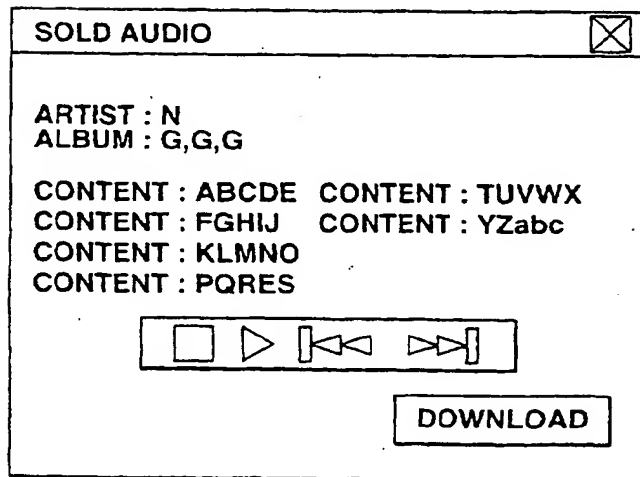 SOLD AUDIO
ARTIST : N
ALBUM : G,G,G
CONTENT : ABCDE CONTENT : TUVWX
CONTENT : FGHIJ CONTENT : YZabc
CONTENT : KLMNO
CONTENT : PQRES
DOWNLOAD